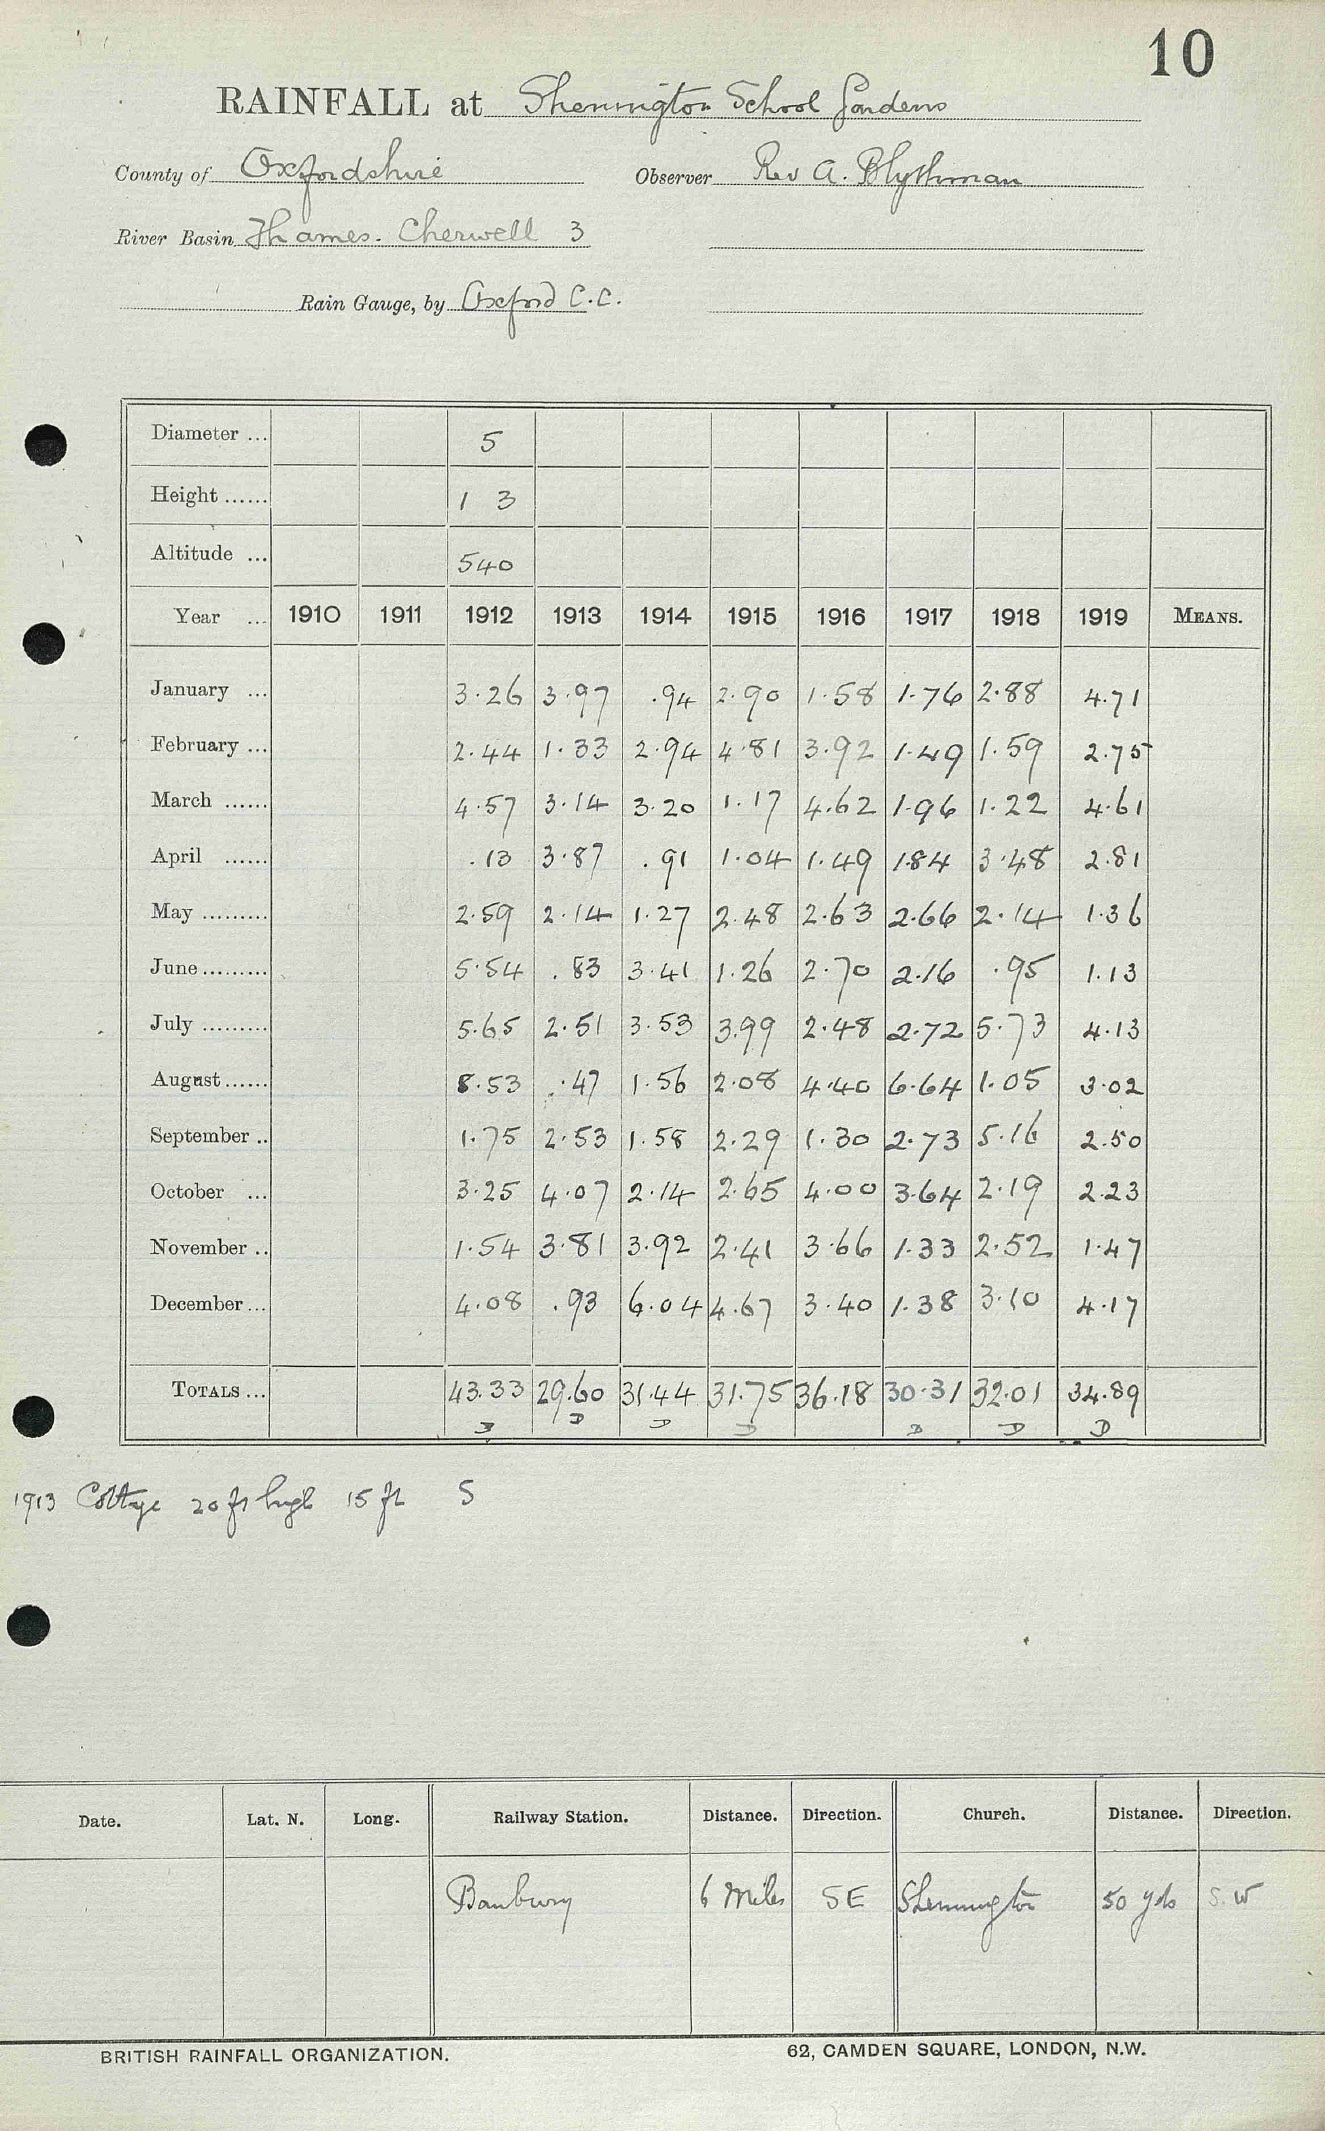 10
RAINFALL at Shennington School Gardens
County of Oxfordshire Observer Rev A. Blythman
River Basin Thames. Cherwell 3
Rain Gauge, by Oxford C.C.
Diameter ... 5
Height ...... 1 3
Altitude ... 540
Year ... 1910 1911 1912 1913 1914 1915 1916 1917 1918 1919 MEANS.
January ... 3.26 3.97 .94 2.90 1.58 1.76 2.88 4.71
February ... 2.44 1.33 2.94 4.81 3.92 1.49 1.59 2.75
March ...... 4.57 3.14 3.20 1.17 4.62 1.96 1.22 4.61
April ...... .13 3.87 .91 1.04 1.49 1.84 3.48 2.81
May ......... 2.59 2.14 1.27 2.48 2.63 2.66 2.14 1.36
June ......... 5.54 .83 3.41 1.26 2.70 2.16 .95 1.13
July ......... 5.65 2.51 3.53 3.99 2.48 2.72 5.73 4.13
August ...... 8.53 .47 1.56 2.08 4.40 6.64 1.05 3.02
September .. 1.75 2.53 1.58 2.29 1.30 2.73 5.16 2.50
October ... 3.25 4.07 2.14 2.65 4.00 3.64 2.19 2.23
November .. 1.54 3.81 3.92 2.41 3.66 1.33 2.52 1.47
December ... 4.08 .93 6.04 4.67 3.40 1.38 3.10 4.17
TOTALS ... 43.33 29.60 31.44 31.75 36.18 30.31 32.01 34.89
D D D D D D D
1913 Cottage 20 ft high 15 ft S
Date. Lat. N. Long. Railway Station. Distance. Direction. Church. Distance. Direction.
Banbury 6 Miles SE Shennington 50 yds S.W
BRITISH RAINFALL ORGANIZATION. 62, CAMDEN SQUARE, LONDON, N.W.